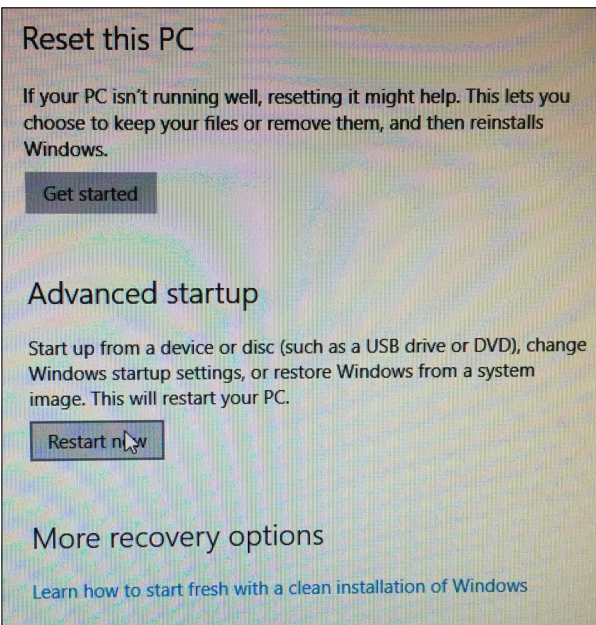 Reset this PC
If your PC isn't running well, resetting it might help. This lets you
choose to keep your files or remove them, and then reinstalls
Windows.
Get started
Advanced startup
Start up from a device or disc (such as a USB drive or DVD), change
Windows startup settings, or restore Windows from a system
image. This will restart your PC.
Restart now
More recovery options
Learn how to start fresh with a clean installation of Windows